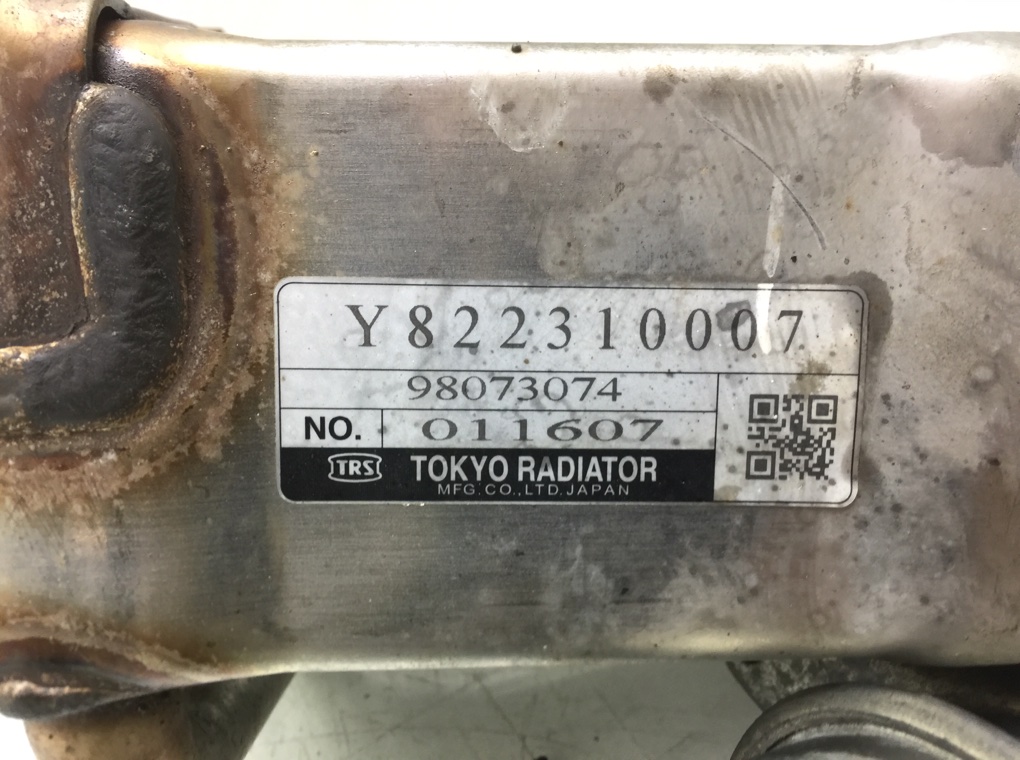 Y822310007
98073074
NO. 011607
TRS TOKYO RADIATOR
MFG.CO.,LTD.JAPAN